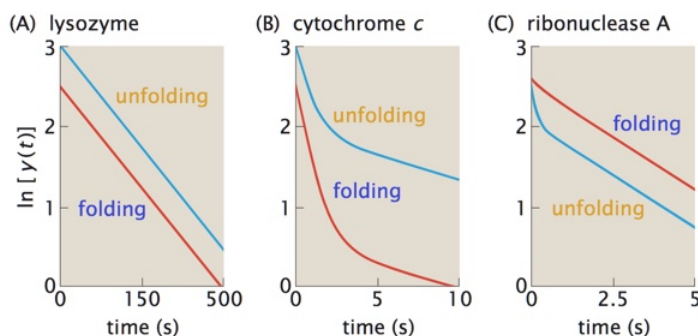 (A) lysozyme
(B) cytochrome c
(C) ribonuclease A
ln [ y(t)]
3
2
1
0
unfolding
folding
0 150 500
time (s)
3
2
1
0
unfolding
folding
0 5 10
time (s)
3
2
1
0
folding
unfolding
0 2.5 5
time (s)